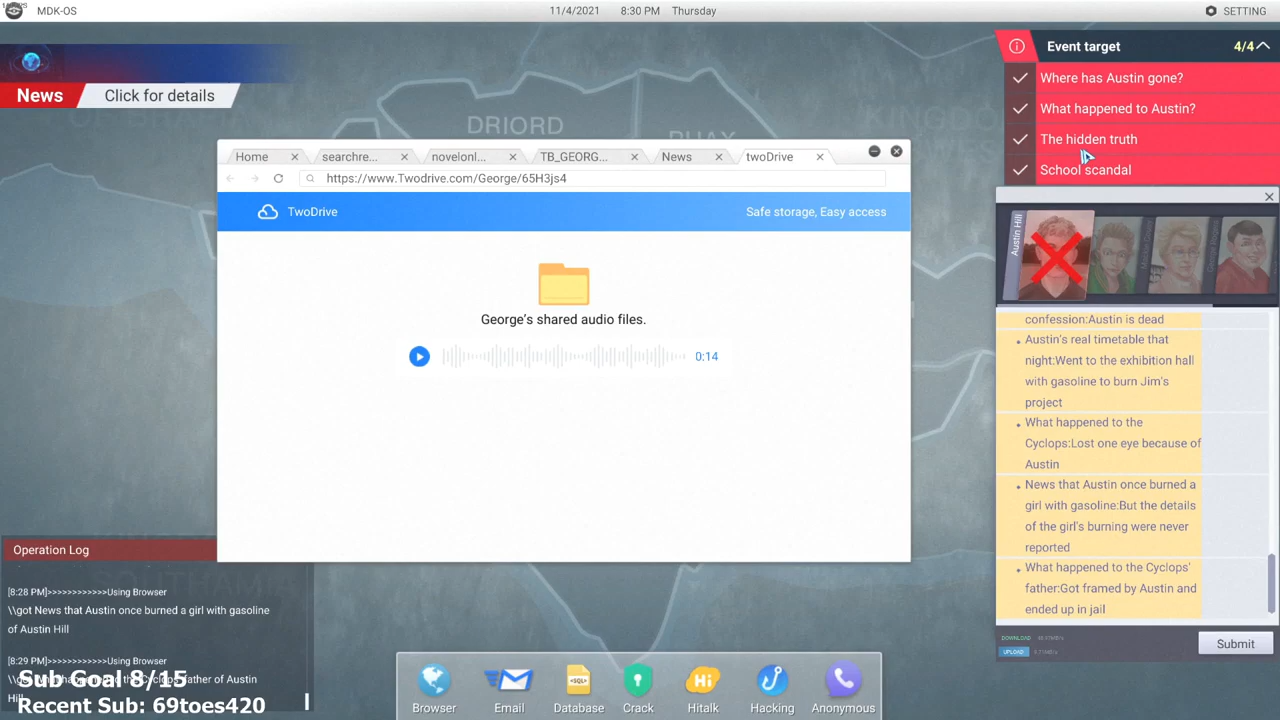 MDK-OS
11/4/2021 8:30 PM Thursday
SETTING
News
Click for details
Event target
4/4
Where has Austin gone?
What happened to Austin?
The hidden truth
School scandal
DRIORD
Home
searchre...
novelonl...
TB_GEORG...
News
twoDrive
https://www.Twodrive.com/George/65H3js4
TwoDrive
Safe storage, Easy access
George's shared audio files.
0:14
Austin Hill
confession:Austin is dead
Austin's real timetable that
night:Went to the exhibition hall
with gasoline to burn Jim's
project
What happened to the
Cyclops:Lost one eye because of
Austin
News that Austin once burned a
girl with gasoline:But the details
of the girl's burning were never
reported
What happened to the Cyclops'
father:Got framed by Austin and
ended up in jail
DOWNLOAD
UPLOAD
Submit
Operation Log
[8:28 PM]>>>>>>>>>>>>Using Browser
\\got News that Austin once burned a girl with gasoline
of Austin Hill
[8:29 PM]>>>>>>>>>>>>Using Browser
father of Austin
Sub Goal 8/15
Recent Sub: 69toes420
Browser
Email
Database
Crack
Hitalk
Hacking
Anonymous